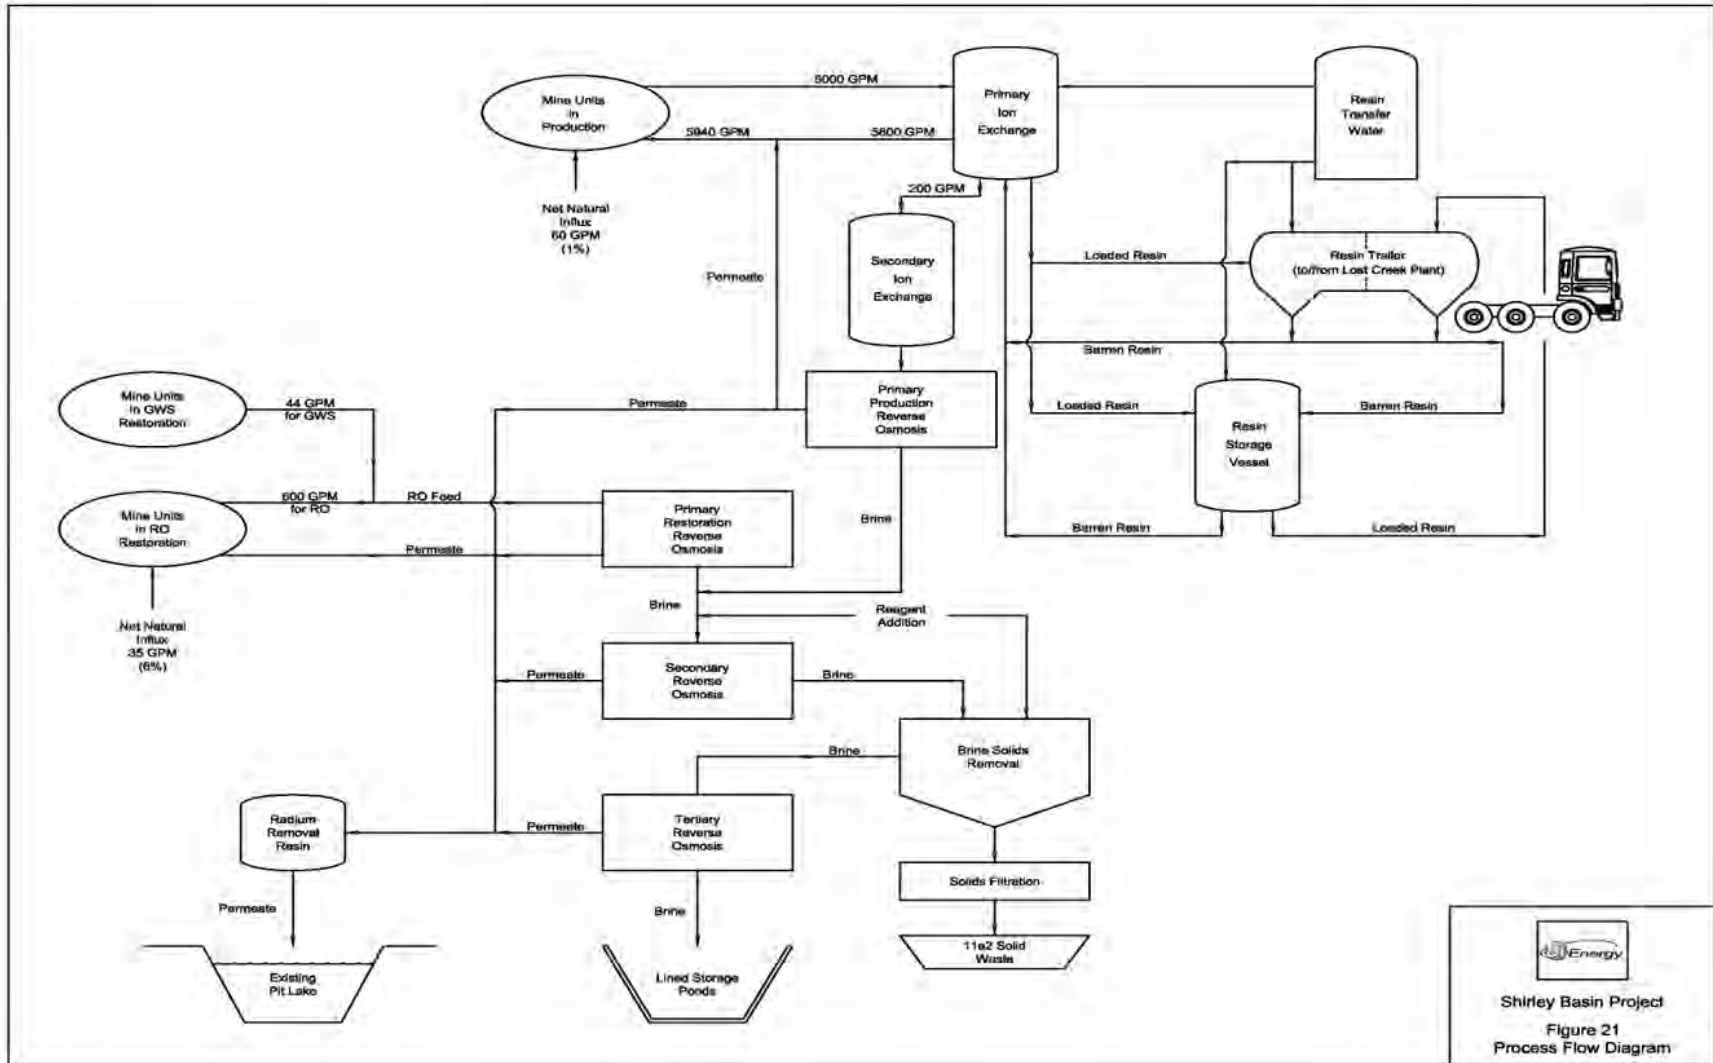 Mine Units
in
Production
6000 GPM
5940 GPM
5800 GPM
Primary
Ion
Exchange
Resin
Transfer
Water
200 GPM
Net Natural
Influx
60 GPM
(1%)
Permeate
Secondary
Ion
Exchange
Loaded Resin
Resin Trailer
(to/from Lost Creek Plant)
Barren Resin
Mine Units
in GWS
Restoration
44 GPM
for GWS
Permeate
Primary
Production
Reverse
Osmosis
Loaded Resin
Barren Resin
Resin
Storage
Vessel
Mine Units
in RO
Restoration
600 GPM
for RO
RO Feed
Permeate
Primary
Restoration
Reverse
Osmosis
Brine
Barren Resin
Loaded Resin
Net Natural
Influx
35 GPM
(6%)
Brine
Reagent
Addition
Permeate
Secondary
Reverse
Osmosis
Brine
Brine
Brine Solids
Removal
Radium
Removal
Resin
Permeate
Tertiary
Reverse
Osmosis
Solids Filtration
Permeate
Brine
11e2 Solid
Waste
Existing
Pit Lake
Lined Storage
Ponds
Energy
Shirley Basin Project
Figure 21
Process Flow Diagram